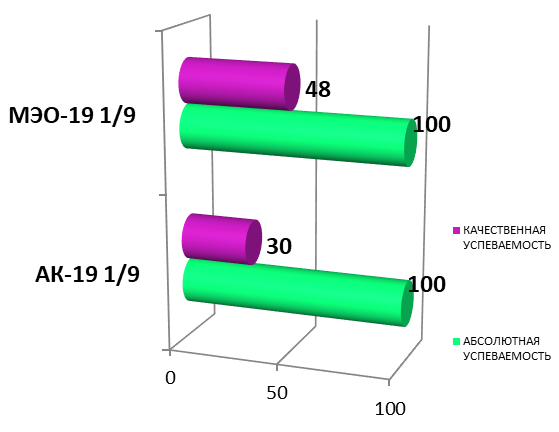 МЭО-19 1/9
48
100
АК-19 1/9
30
100
0
50
100
КАЧЕСТВЕННАЯ
УСПЕВАЕМОСТЬ
АБСОЛЮТНАЯ
УСПЕВАЕМОСТЬ